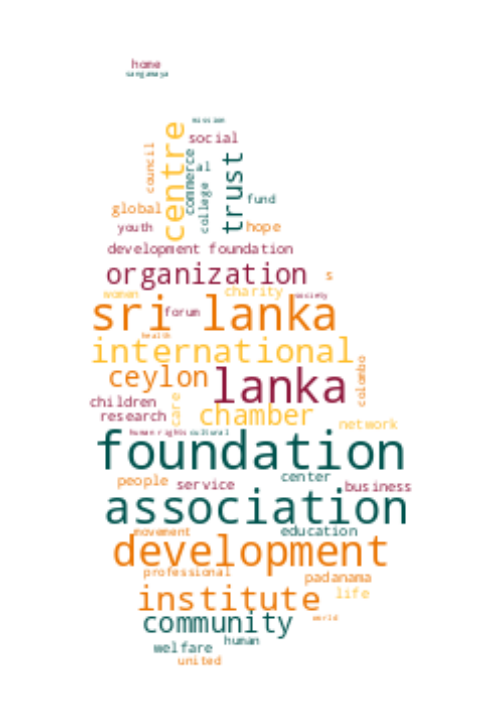 home
sangamaya
mission
centre
social
council
commerce
al
college
trust
fund
global
youth
hope
development foundation
organization
s
women
charity
society
sri lanka
forum
health
international
ceylon
lanka
colombo
children
care
research
chamber
network
human rights
cultural
foundation
people
service
center
business
association
movement
education
development
professional
padanama
institute
life
community
world
welfare
human
united